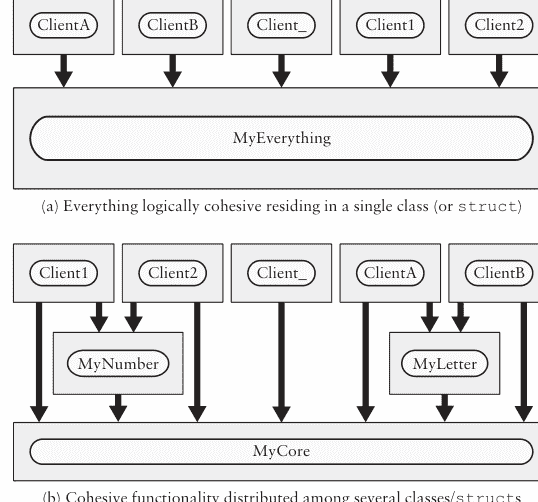 ClientA ClientB Client_ Client1 Client2
MyEverything
(a) Everything logically cohesive residing in a single class (or struct)
Client1 Client2 Client_ ClientA ClientB
MyNumber MyLetter
MyCore
(b) Cohesive functionality distributed among several classes/structs